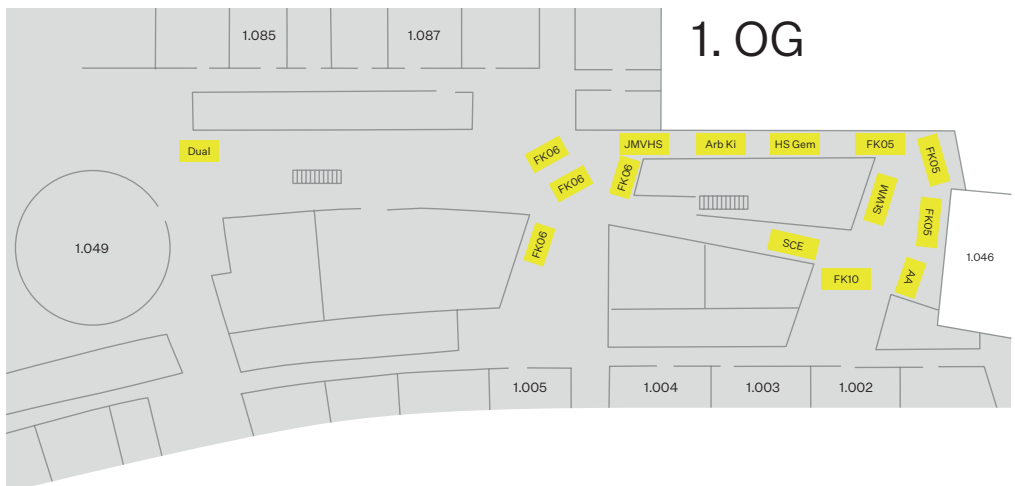 1. OG
1.085
1.087
Dual
FK06
JMVHS
Arb Ki
HS Gem
FK05
FK05
FK06
FK06
StWM
FK05
FK06
SCE
1.049
1.046
FK10
AA
1.005
1.004
1.003
1.002